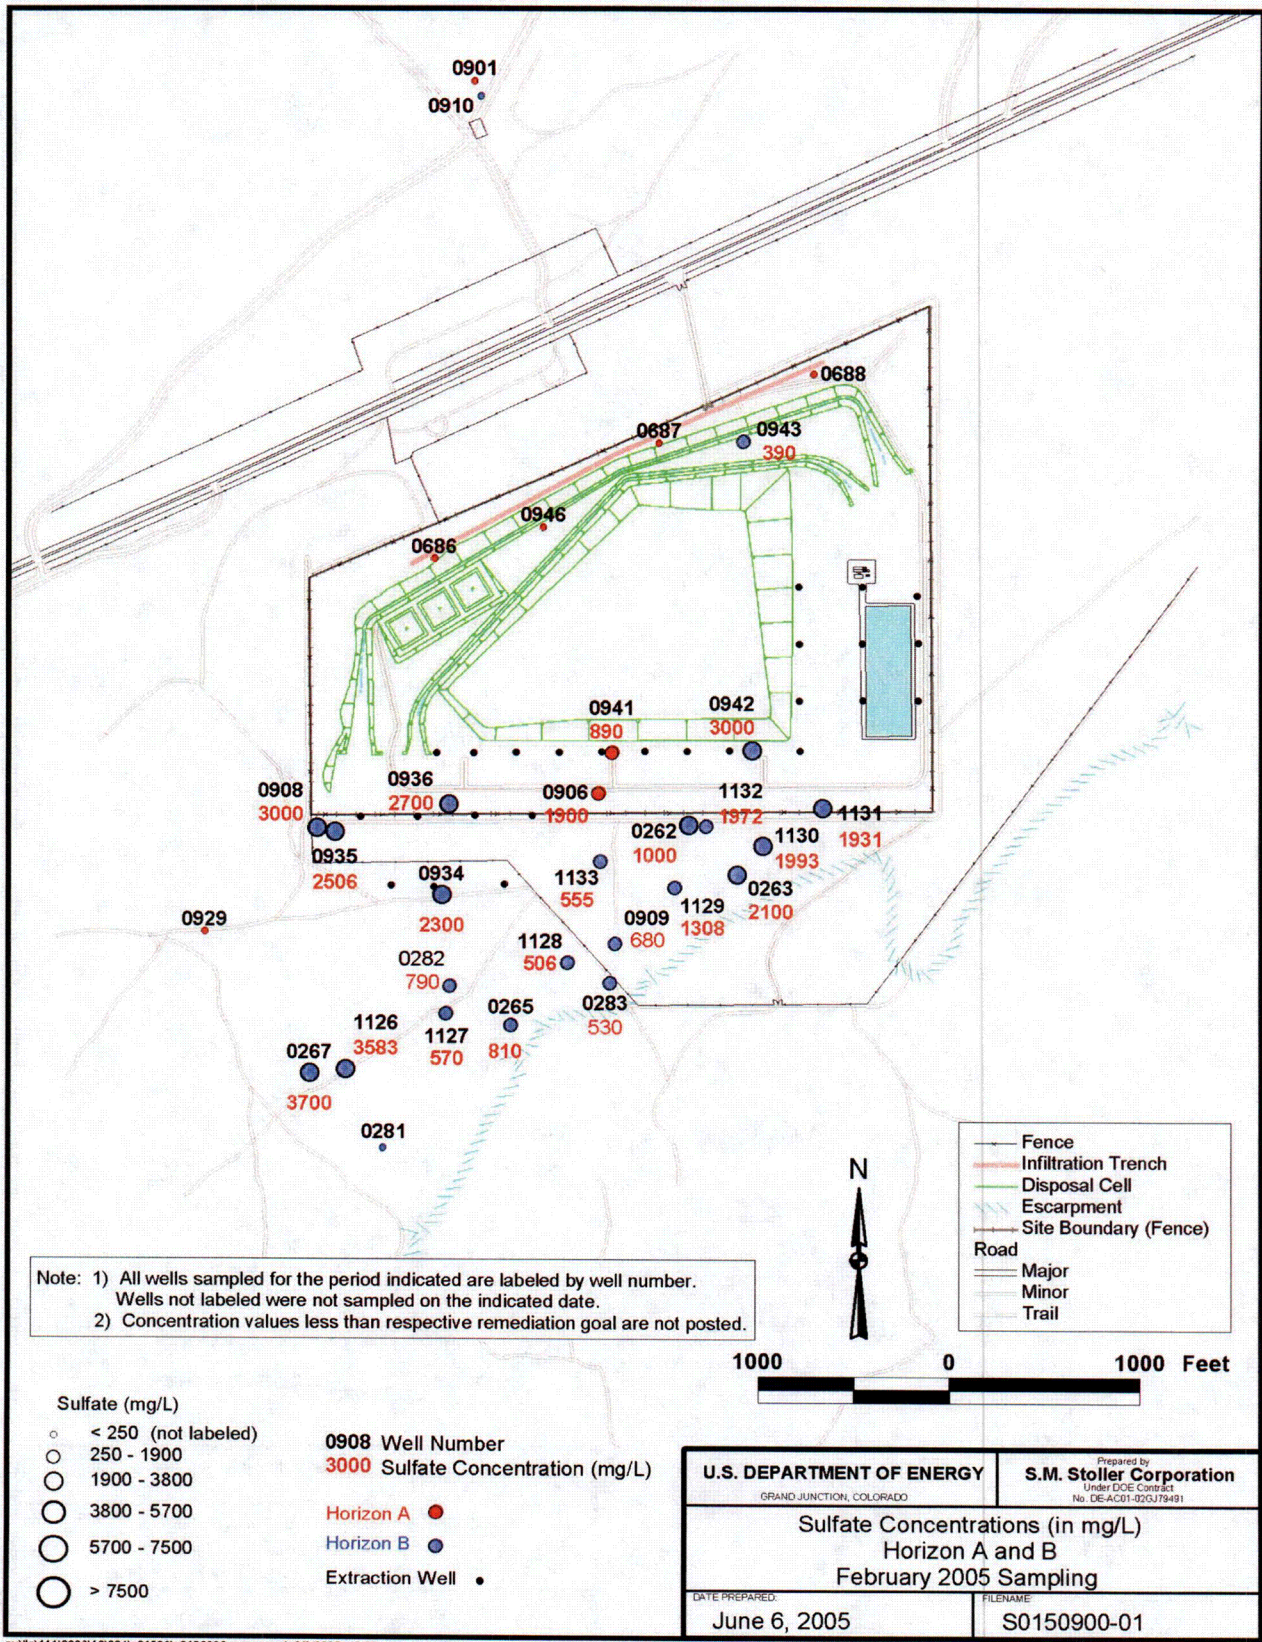 0901
0910
0688
0687
0943
390
0946
0686
0941
890
0942
3000
0908
3000
0936
2700
0906
1900
1132
1972
1131
1931
0262
1000
1130
1993
0935
2506
0934
2300
1133
555
0263
2100
1129
1308
0929
0909
680
1128
506
0282
790
0283
530
0265
810
1127
570
1126
3583
0267
3700
0281
Fence
Infiltration Trench
Disposal Cell
Escarpment
Site Boundary (Fence)
Road
Major
Minor
Trail
N
Note: 1) All wells sampled for the period indicated are labeled by well number.
Wells not labeled were not sampled on the indicated date.
2) Concentration values less than respective remediation goal are not posted.
1000 0 1000 Feet
Sulfate (mg/L)
< 250 (not labeled)
250 - 1900
1900 - 3800
3800 - 5700
5700 - 7500
> 7500
0908 Well Number
3000 Sulfate Concentration (mg/L)
Horizon A
Horizon B
Extraction Well
U.S. DEPARTMENT OF ENERGY
GRAND JUNCTION, COLORADO
Prepared by
S.M. Stoller Corporation
Under DOE Contract
No. DE-AC01-02GJ79491
Sulfate Concentrations (in mg/L)
Horizon A and B
February 2005 Sampling
DATE PREPARED:
June 6, 2005
FILENAME:
S0150900-01